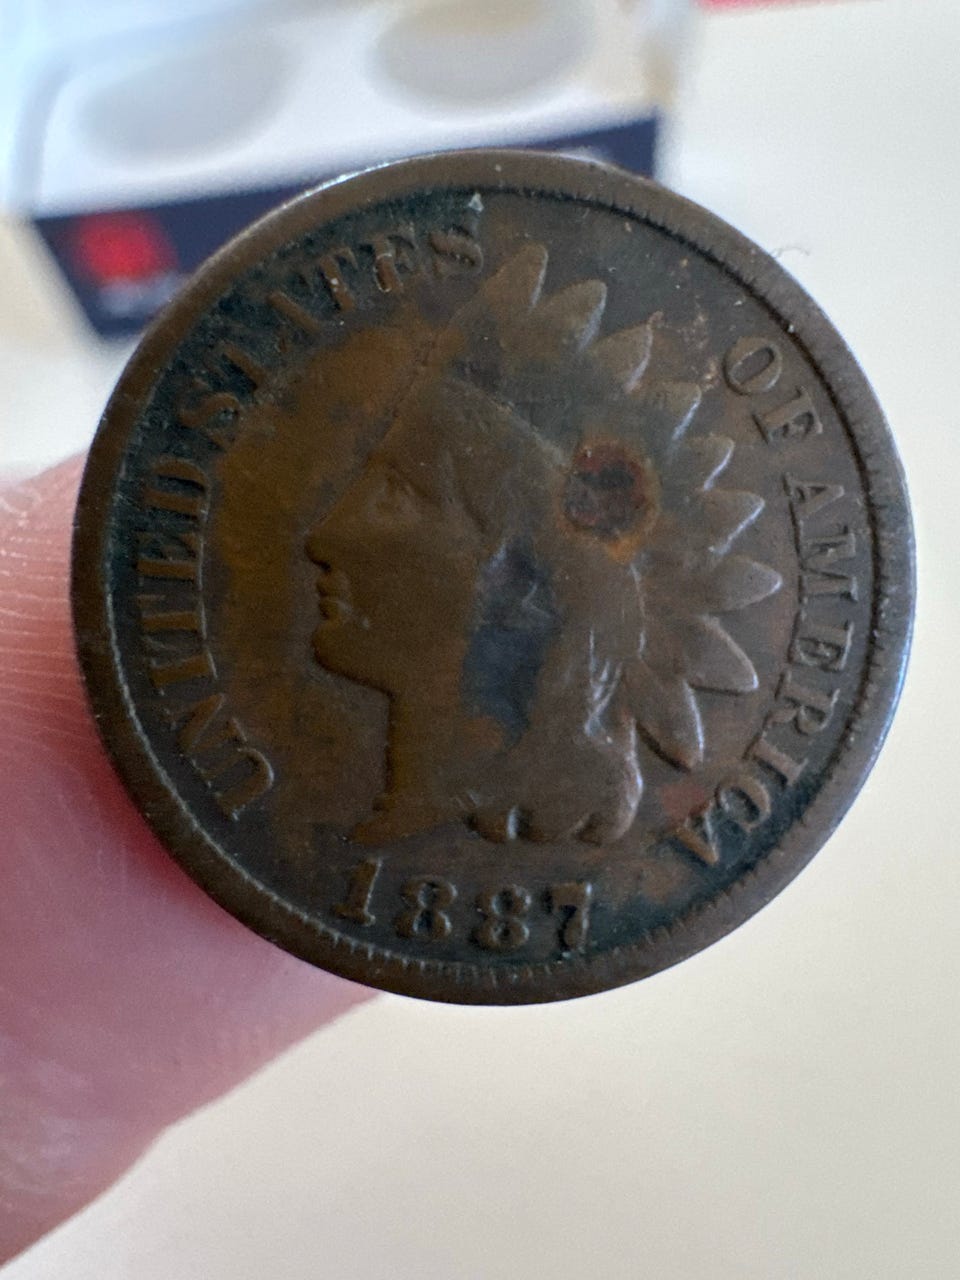 UNITED STATES OF AMERICA
1887